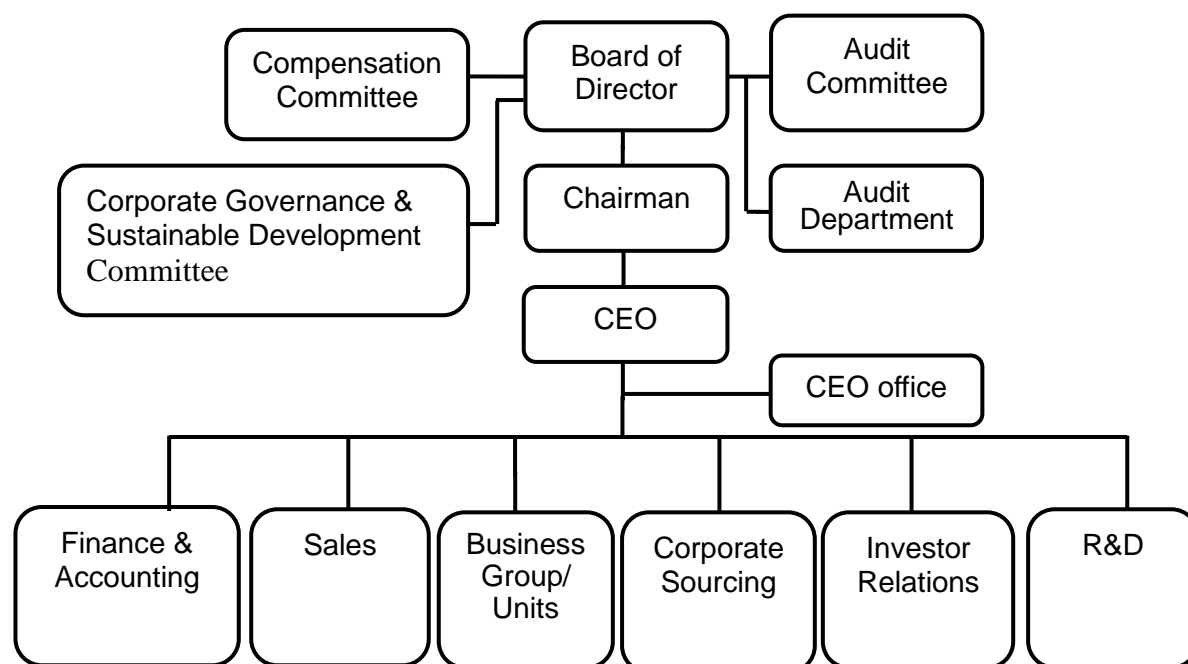 Compensation
Committee
Board of
Director
Audit
Committee
Corporate Governance &
Sustainable Development
Committee
Chairman
Audit
Department
CEO
CEO office
Finance &
Accounting
Sales
Business
Group/
Units
Corporate
Sourcing
Investor
Relations
R&D